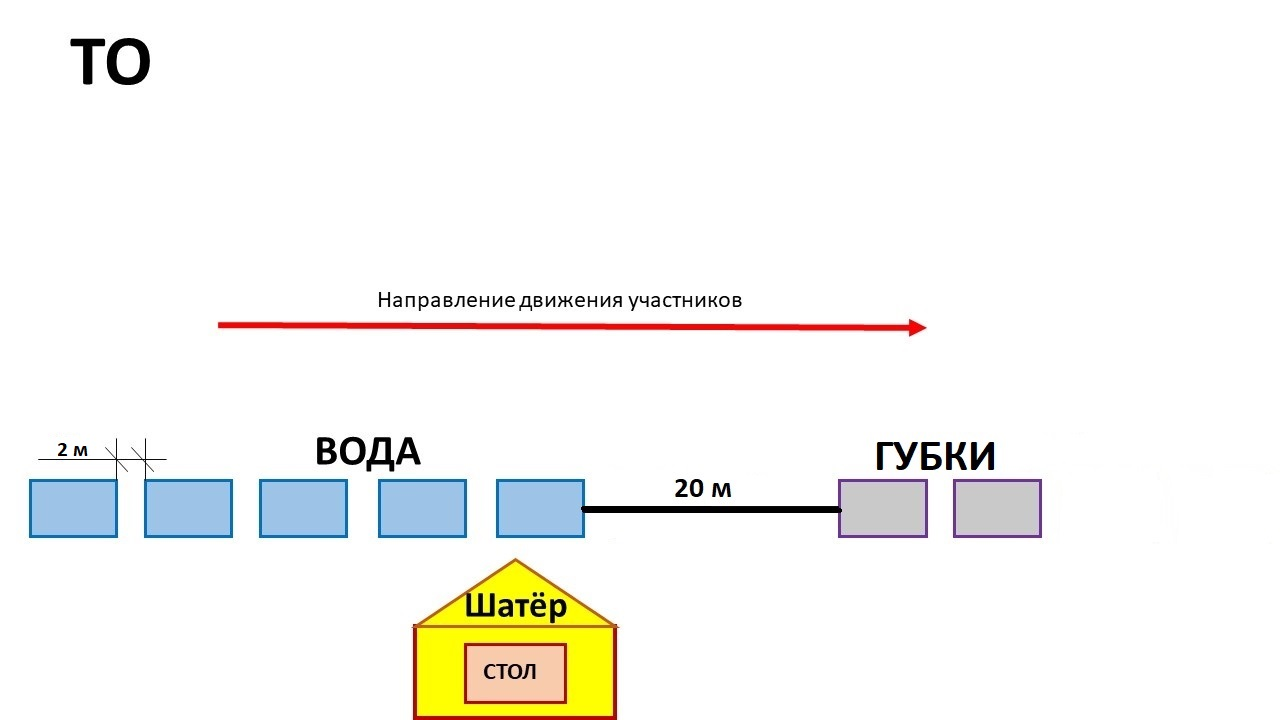 ТО
Направление движения участников
2 м
ВОДА
ГУБКИ
20 м
Шатёр
СТОЛ